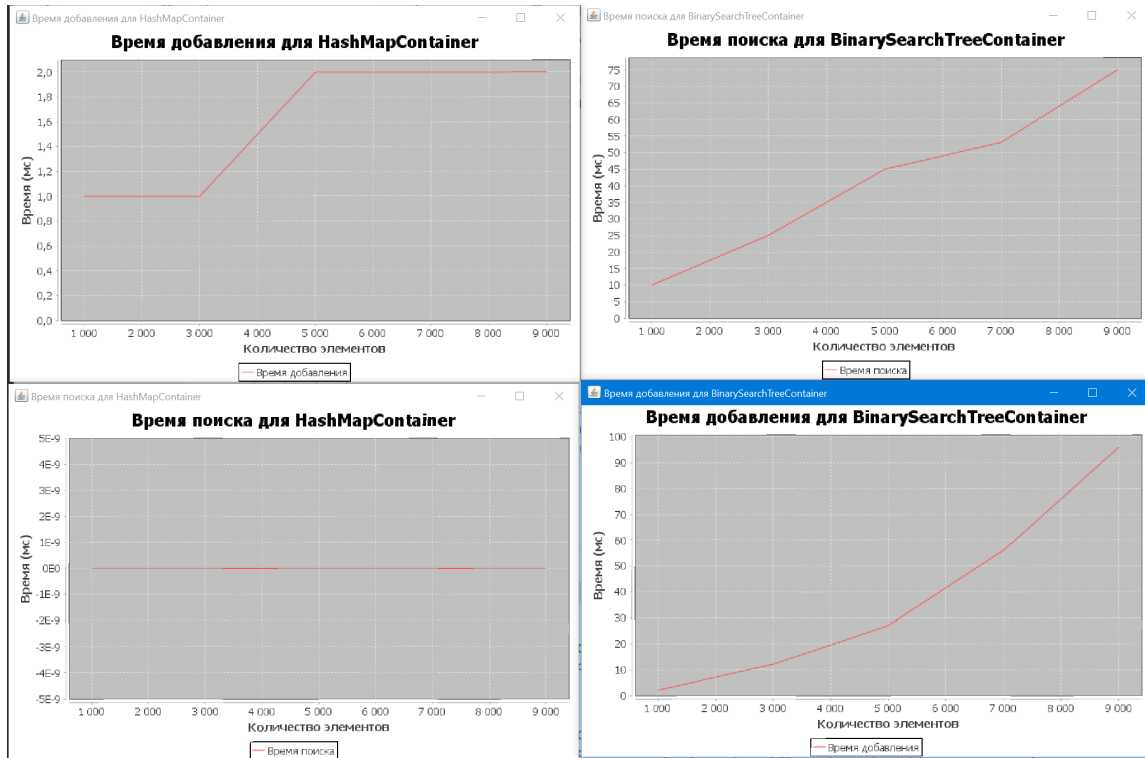 Время добавления для HashMapContainer
Время добавления для HashMapContainer
2,0
1,8
1,6
1,4
1,2
1,0
0,8
0,6
0,4
0,2
0,0
Время (мс)
1 000 2 000 3 000 4 000 5 000 6 000 7 000 8 000 9 000
Количество элементов
Время добавления
Время поиска для BinarySearchTreeContainer
Время поиска для BinarySearchTreeContainer
75
70
65
60
55
50
45
40
35
30
25
20
15
10
5
0
Время (мс)
1 000 2 000 3 000 4 000 5 000 6 000 7 000 8 000 9 000
Количество элементов
Время поиска
Время поиска для HashMapContainer
Время поиска для HashMapContainer
5E-9
4E-9
3E-9
2E-9
1E-9
0E0
-1E-9
-2E-9
-3E-9
-4E-9
-5E-9
Время (мс)
1 000 2 000 3 000 4 000 5 000 6 000 7 000 8 000 9 000
Количество элементов
Время поиска
Время добавления для BinarySearchTreeContainer
Время добавления для BinarySearchTreeContainer
100
90
80
70
60
50
40
30
20
10
0
Время (мс)
1 000 2 000 3 000 4 000 5 000 6 000 7 000 8 000 9 000
Количество элементов
Время добавления